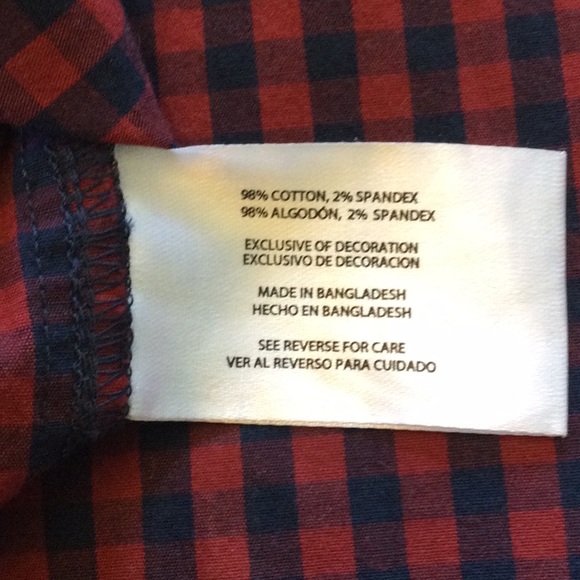 98% COTTON, 2% SPANDEX
98% ALGODÓN, 2% SPANDEX
EXCLUSIVE OF DECORATION
EXCLUSIVO DE DECORACION
MADE IN BANGLADESH
HECHO EN BANGLADESH
SEE REVERSE FOR CARE
VER AL REVERSO PARA CUIDADO